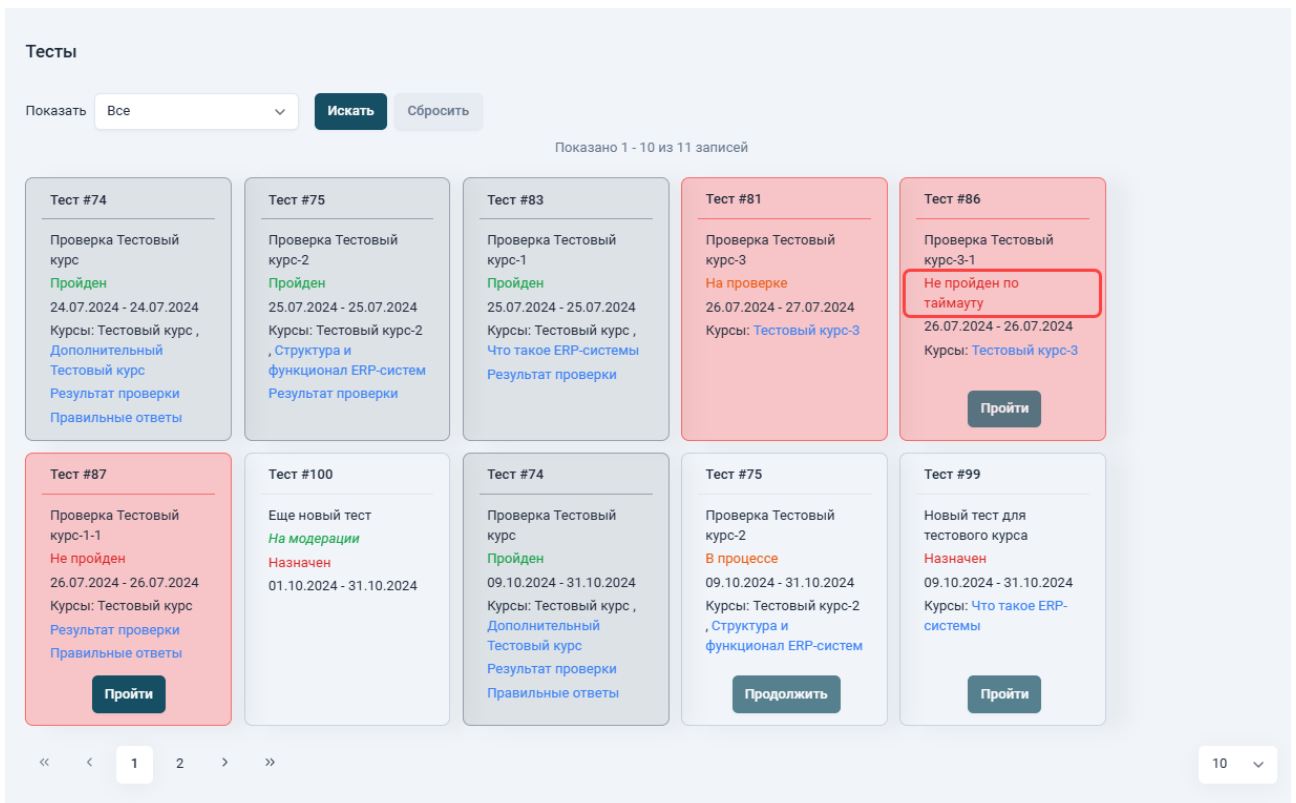 Тесты
Показать Все Искать Сбросить
Показано 1 - 10 из 11 записей
Тест #74
Проверка Тестовый
курс
Пройден
24.07.2024 - 24.07.2024
Курсы: Тестовый курс ,
Дополнительный
Тестовый курс
Результат проверки
Правильные ответы
Тест #75
Проверка Тестовый
курс-2
Пройден
25.07.2024 - 25.07.2024
Курсы: Тестовый курс-2
, Структура и
функционал ERP-систем
Результат проверки
Тест #83
Проверка Тестовый
курс-1
Пройден
25.07.2024 - 25.07.2024
Курсы: Тестовый курс ,
Что такое ERP-системы
Результат проверки
Тест #81
Проверка Тестовый
курс-3
На проверке
26.07.2024 - 27.07.2024
Курсы: Тестовый курс-3
Тест #86
Проверка Тестовый
курс-3-1
Не пройден по
таймауту
26.07.2024 - 26.07.2024
Курсы: Тестовый курс-3
Пройти
Тест #87
Проверка Тестовый
курс-1-1
Не пройден
26.07.2024 - 26.07.2024
Курсы: Тестовый курс
Результат проверки
Правильные ответы
Пройти
Тест #100
Еще новый тест
На модерации
Назначен
01.10.2024 - 31.10.2024
Тест #74
Проверка Тестовый
курс
Пройден
09.10.2024 - 31.10.2024
Курсы: Тестовый курс ,
Дополнительный
Тестовый курс
Результат проверки
Правильные ответы
Тест #75
Проверка Тестовый
курс-2
В процессе
09.10.2024 - 31.10.2024
Курсы: Тестовый курс-2
, Структура и
функционал ERP-систем
Продолжить
Тест #99
Новый тест для
тестового курса
Назначен
09.10.2024 - 31.10.2024
Курсы: Что такое ERP-
системы
Пройти
« ‹ 1 2 › » 10